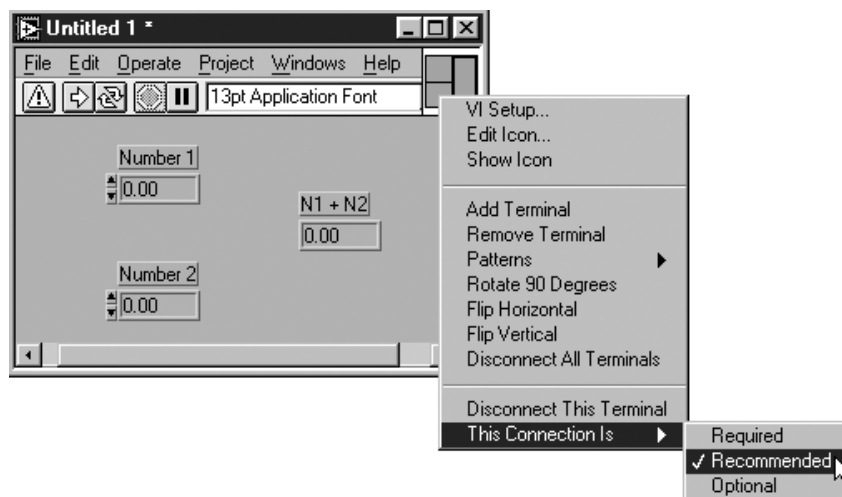 Untitled 1 *
File Edit Operate Project Windows Help
13pt Application Font
Number 1
0.00
N1 + N2
0.00
Number 2
0.00
VI Setup...
Edit Icon...
Show Icon
Add Terminal
Remove Terminal
Patterns
Rotate 90 Degrees
Flip Horizontal
Flip Vertical
Disconnect All Terminals
Disconnect This Terminal
This Connection Is
Required
Recommended
Optional